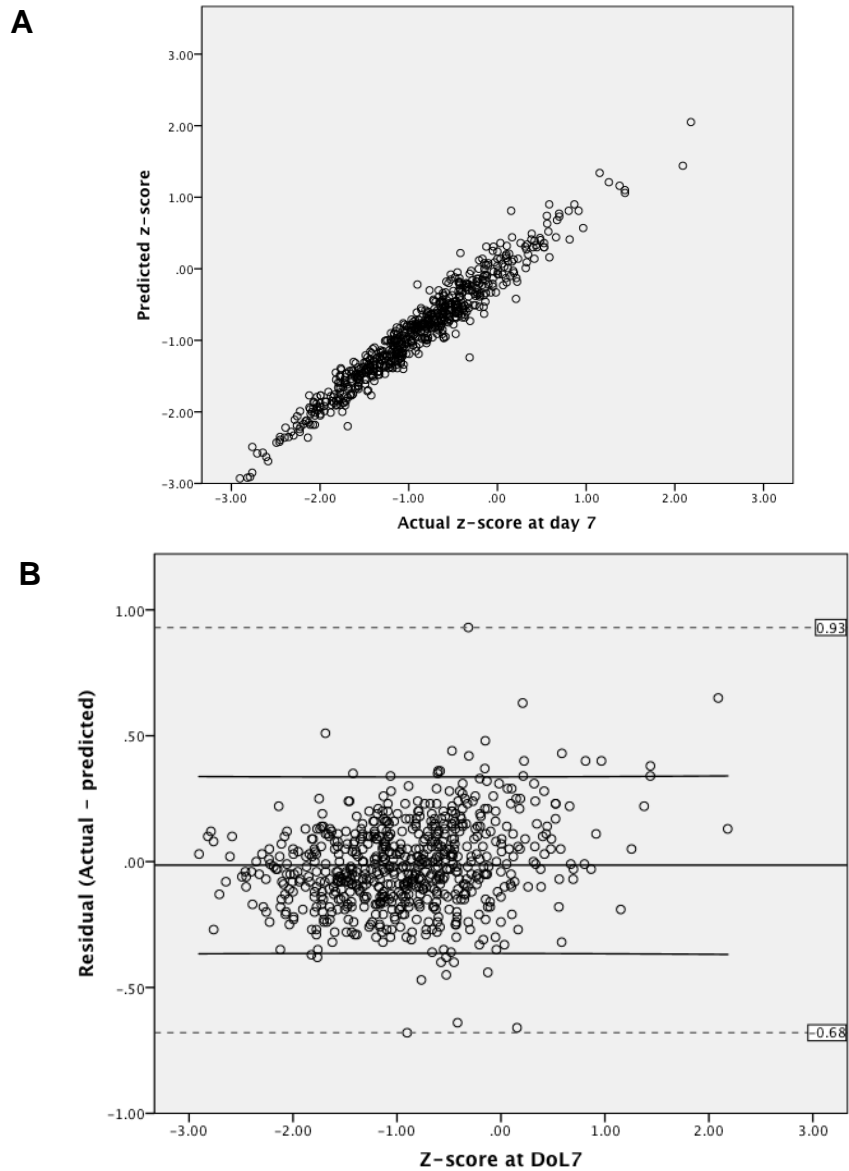 A
3.00
2.00
1.00
.00
-1.00
-2.00
-3.00
Predicted z-score
-3.00 -2.00 -1.00 .00 1.00 2.00 3.00
Actual z-score at day 7
B
1.00
.50
.00
-.50
-1.00
Residual (Actual - predicted)
0.93
-0.68
-3.00 -2.00 -1.00 .00 1.00 2.00 3.00
Z-score at DoL7